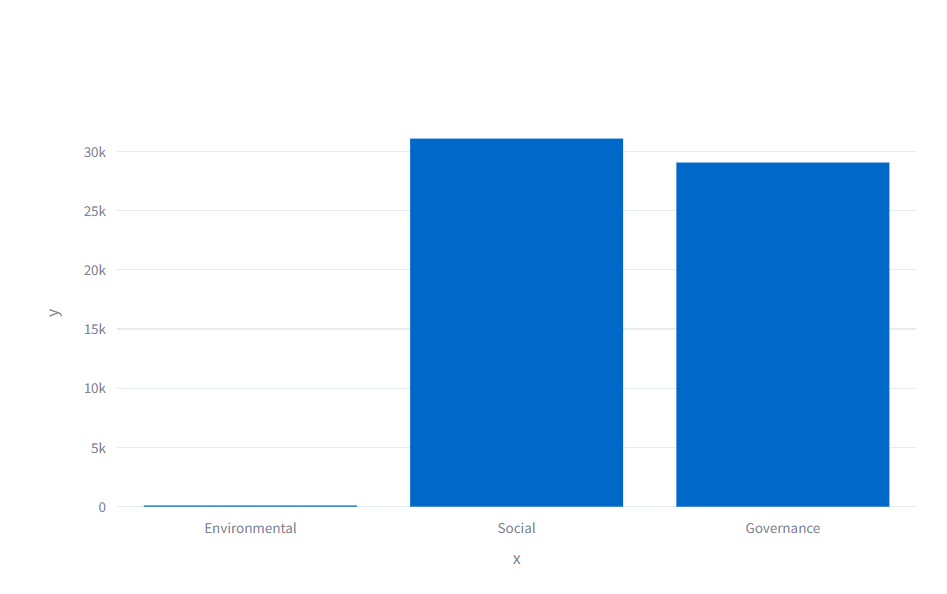 30k
25k
20k
15k
10k
5k
0
y
Environmental
Social
Governance
x